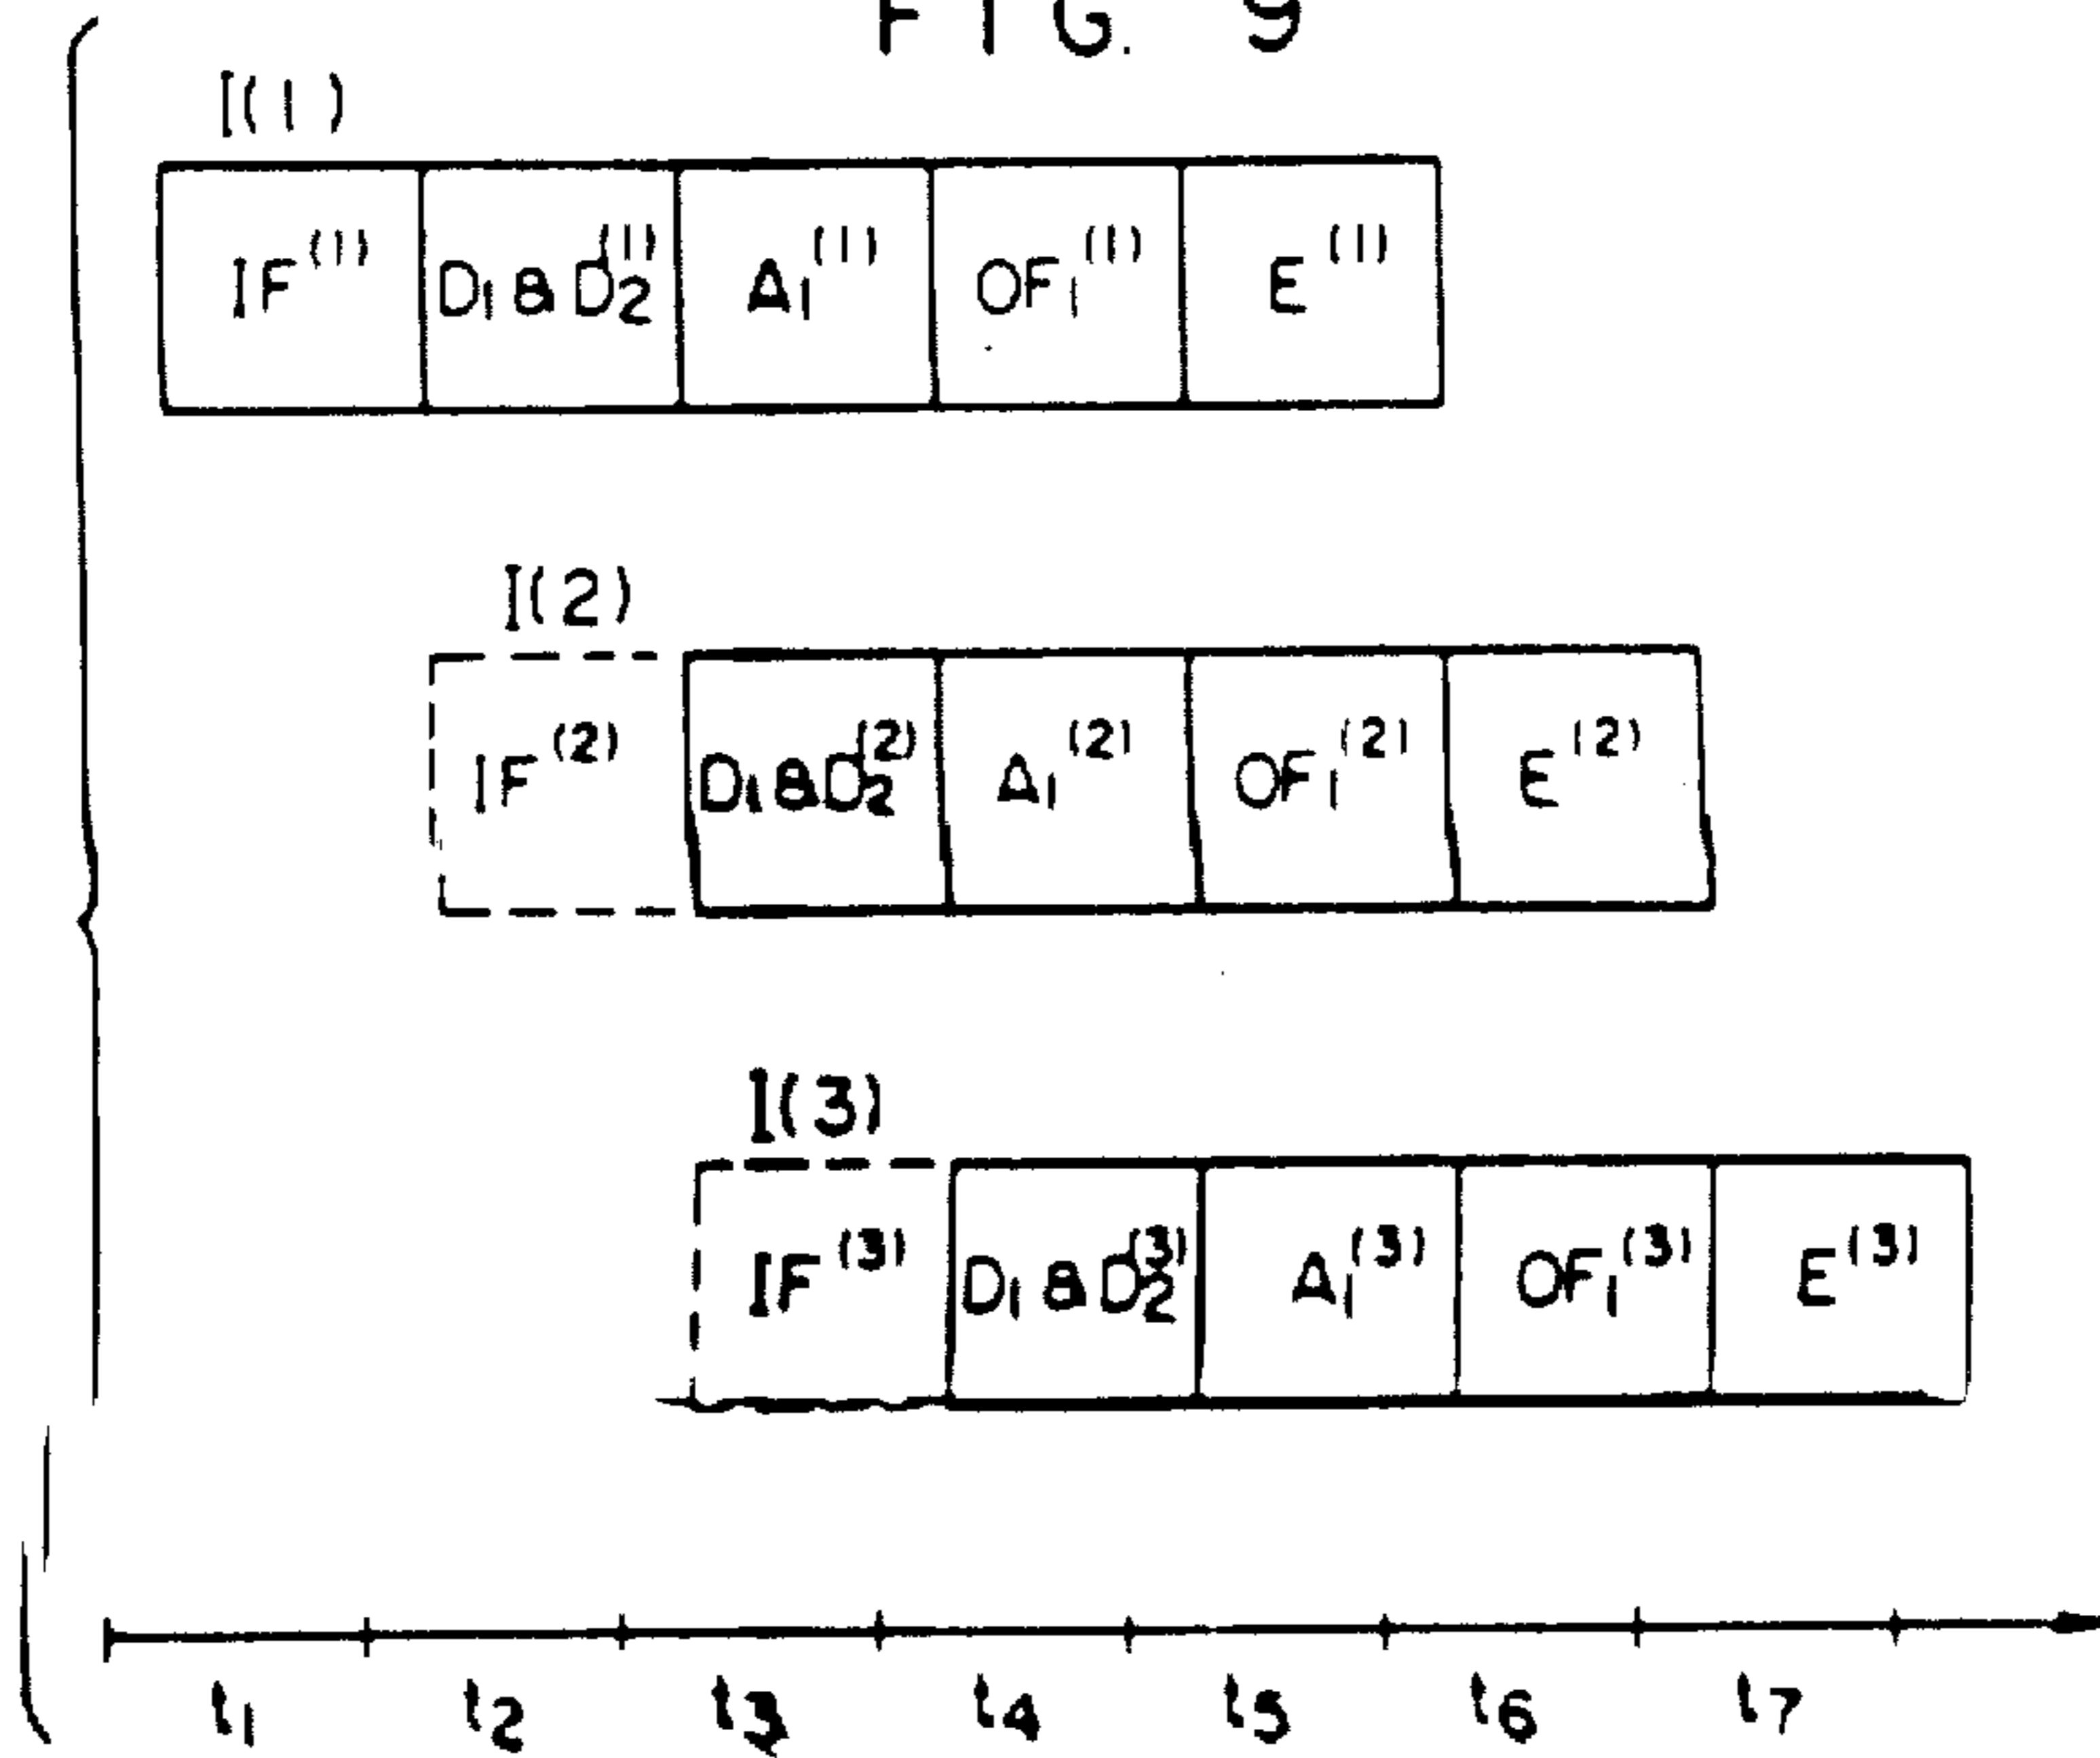 FIG. 9
I(1)
IF(1) D1&D2(1) A1(1) OF1(1) E(1)
I(2)
IF(2) D1&D2(2) A1(2) OF1(2) E(2)
I(3)
IF(3) D1&D2(3) A1(3) OF1(3) E(3)
t1 t2 t3 t4 t5 t6 t7